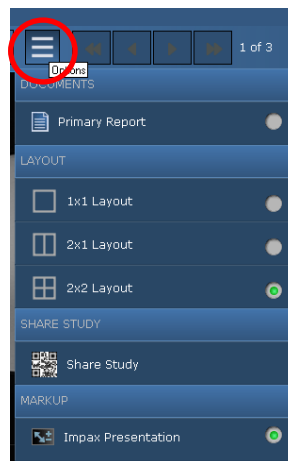 1 of 3
Options
DOCUMENTS
Primary Report
LAYOUT
1x1 Layout
2x1 Layout
2x2 Layout
SHARE STUDY
Share Study
MARKUP
Impax Presentation